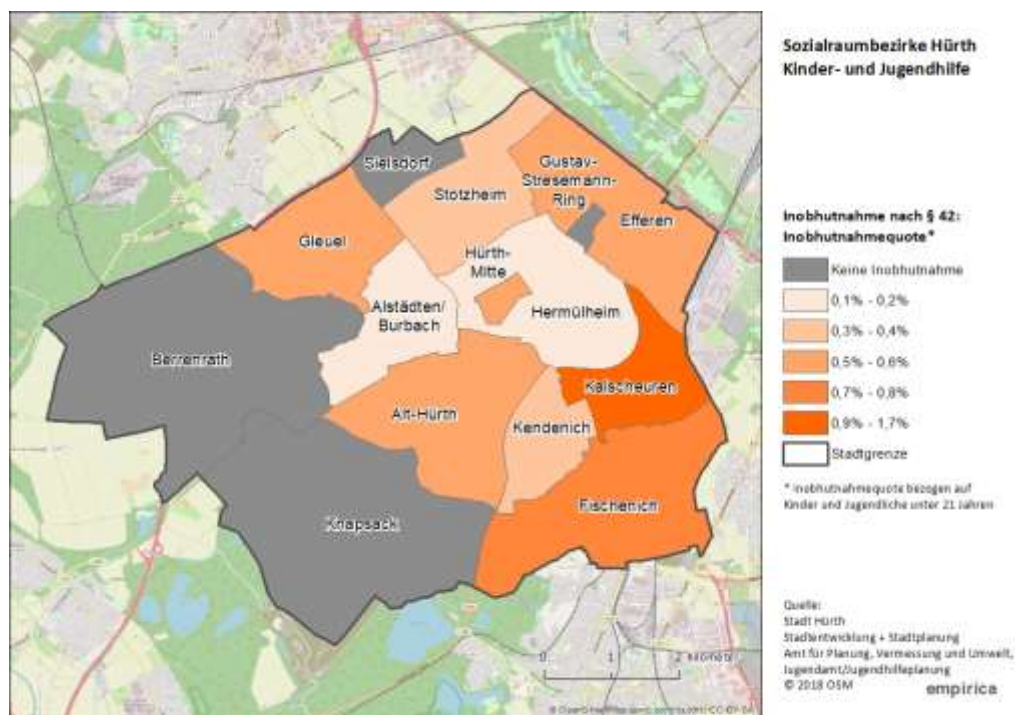 Sozialraumbezirke Hürth
Kinder- und Jugendhilfe
Sielsdorf
Gustav-
Stresemann-
Ring
Stotzheim
Efferen
Gleuel
Hürth-
Mitte
Alstädten/
Burbach
Hermülheim
Berrenrath
Kalscheuren
Alt-Hürth
Kendenich
Fischenich
Knapsack
0 1 2 Kilometer
Inobhutnahme nach § 42:
Inobhutnahmequote*
Keine Inobhutnahme
0,1% - 0,2%
0,3% - 0,4%
0,5% - 0,6%
0,7% - 0,8%
0,9% - 1,7%
Stadtgrenze
* Inobhutnahmequote bezogen auf
Kinder und Jugendliche unter 21 Jahren
Quelle:
Stadt Hürth
Stadtentwicklung + Stadtplanung
Amt für Planung, Vermessung und Umwelt,
Jugendamt/Jugendhilfeplanung
© 2018 OSM
empirica